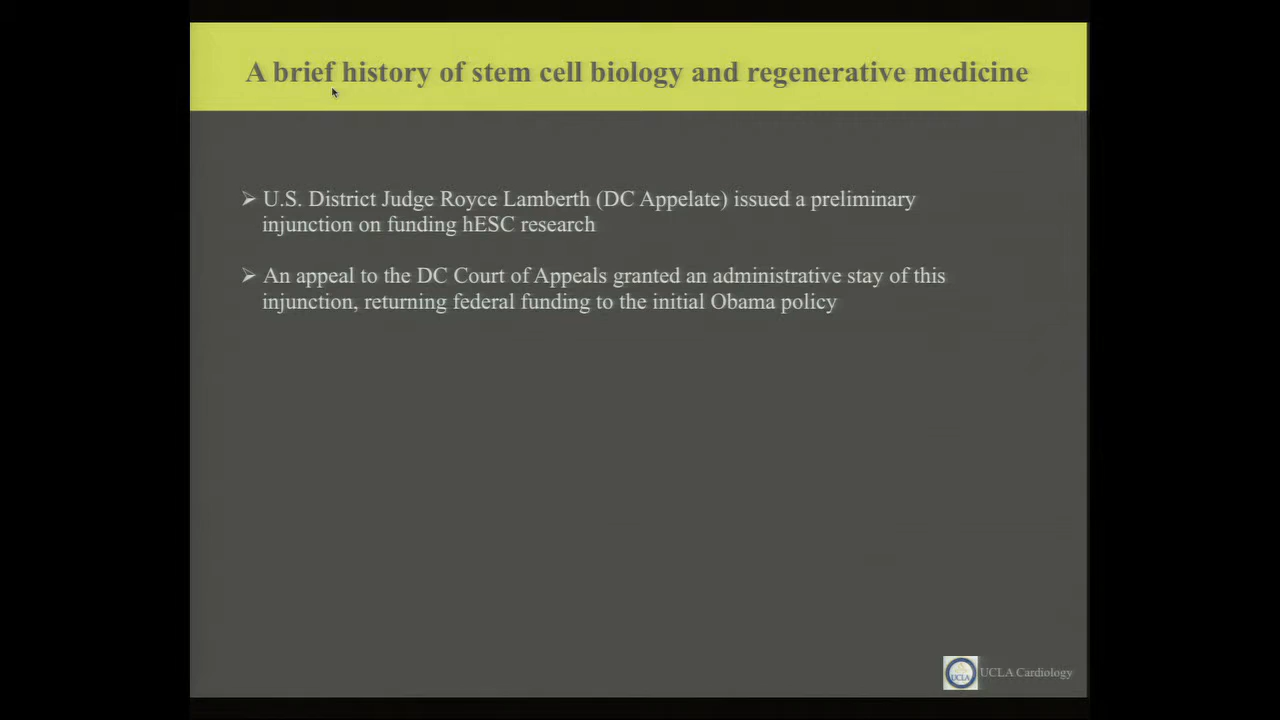 A brief history of stem cell biology and regenerative medicine
➢ U.S. District Judge Royce Lamberth (DC Appelate) issued a preliminary
injunction on funding hESC research
➢ An appeal to the DC Court of Appeals granted an administrative stay of this
injunction, returning federal funding to the initial Obama policy
UCLA
UCLA Cardiology